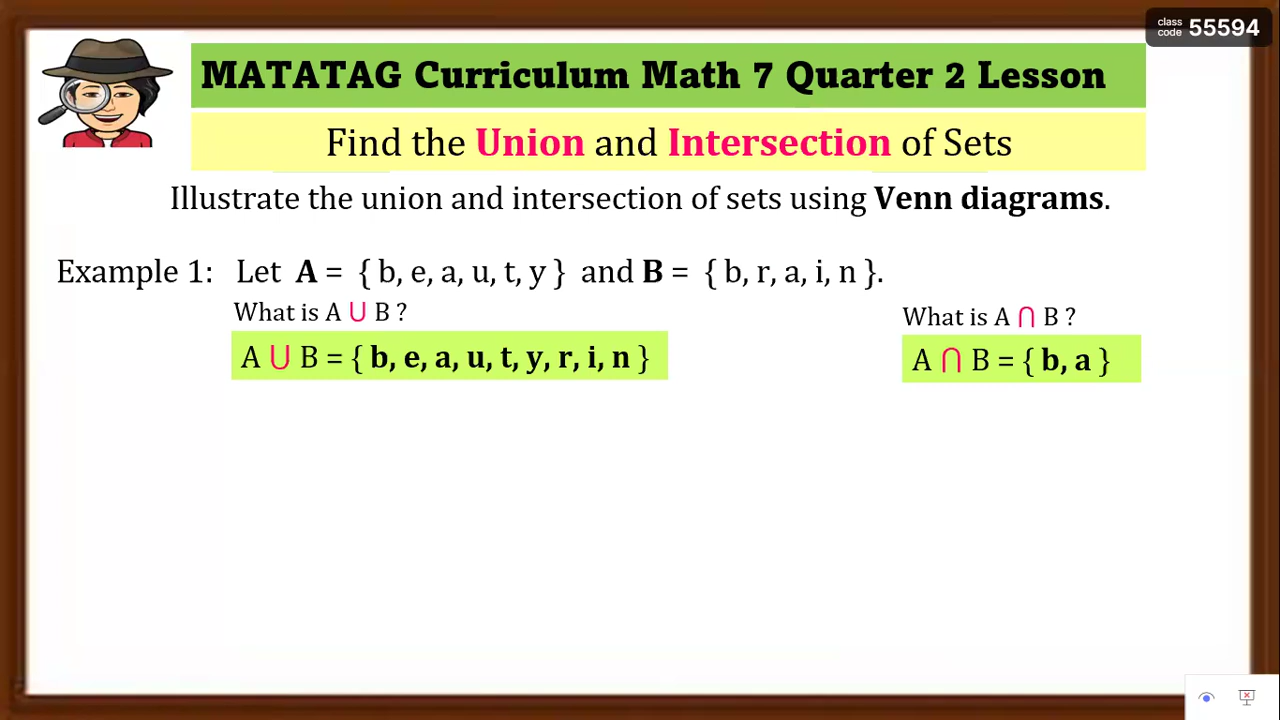 class code 55594
MATATAG Curriculum Math 7 Quarter 2 Lesson
Find the Union and Intersection of Sets
Illustrate the union and intersection of sets using Venn diagrams.
Example 1: Let A = { b, e, a, u, t, y } and B = { b, r, a, i, n }.
What is A ∪ B ?
A ∪ B = { b, e, a, u, t, y, r, i, n }
What is A ∩ B ?
A ∩ B = { b, a }